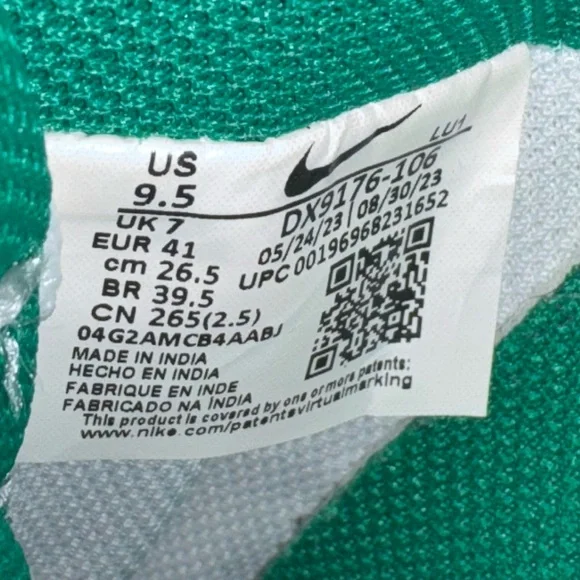 US
9.5
UK 7
EUR 41
cm 26.5
BR 39.5
CN 265(2.5)
04G2AMCB4AABJ
LU1
DX9176-106
05/24/23 | 08/30/23
UPC 00196968231652
MADE IN INDIA
HECHO EN INDIA
FABRIQUE EN INDE
FABRICADO NA ÍNDIA
This product is covered by one or more patents:
www.nike.com/patentsvirtualmarking